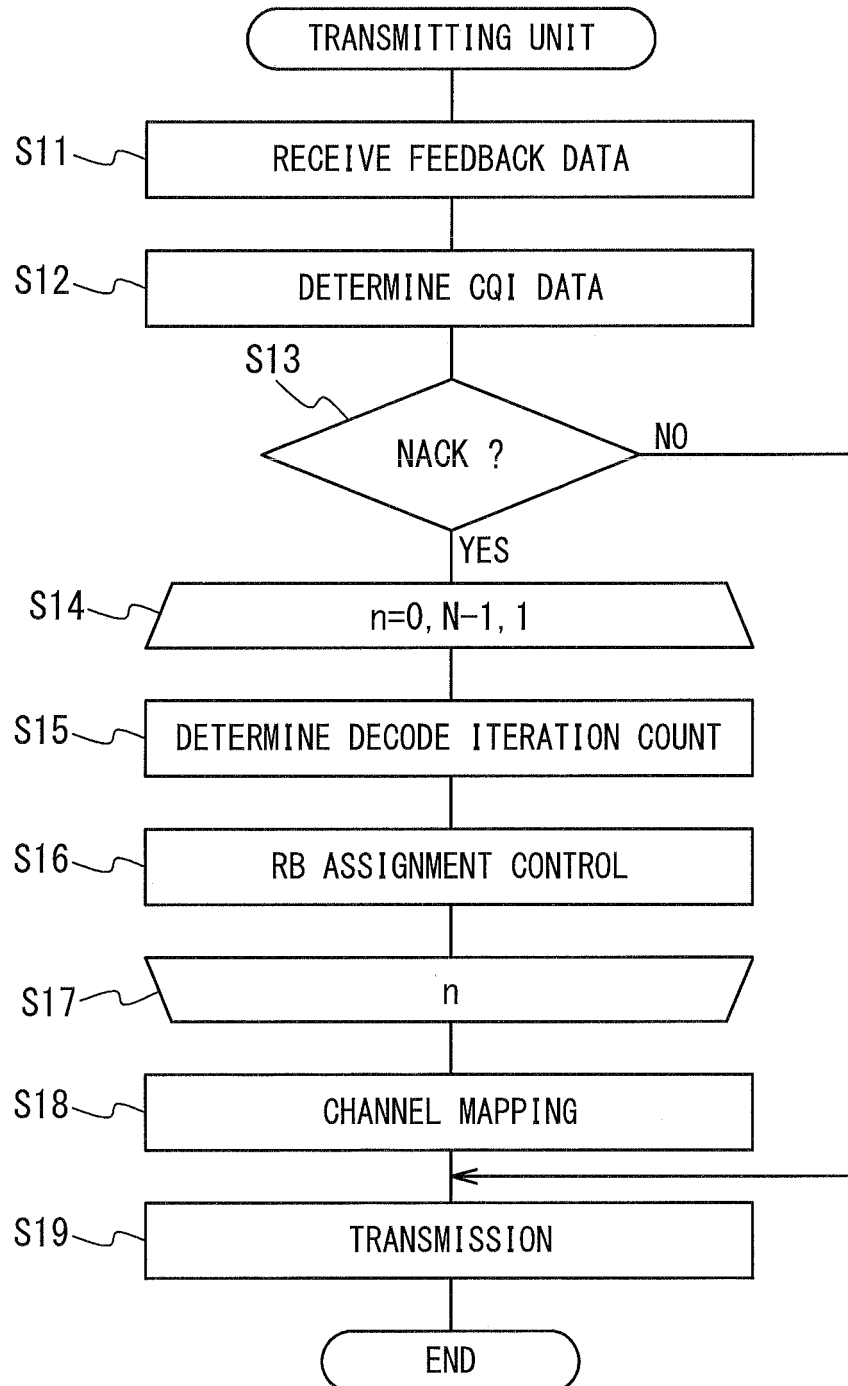 TRANSMITTING UNIT
S11
RECEIVE FEEDBACK DATA
S12
DETERMINE CQI DATA
S13
NACK ?
NO
YES
S14
n=0, N-1, 1
S15
DETERMINE DECODE ITERATION COUNT
S16
RB ASSIGNMENT CONTROL
S17
n
S18
CHANNEL MAPPING
S19
TRANSMISSION
END